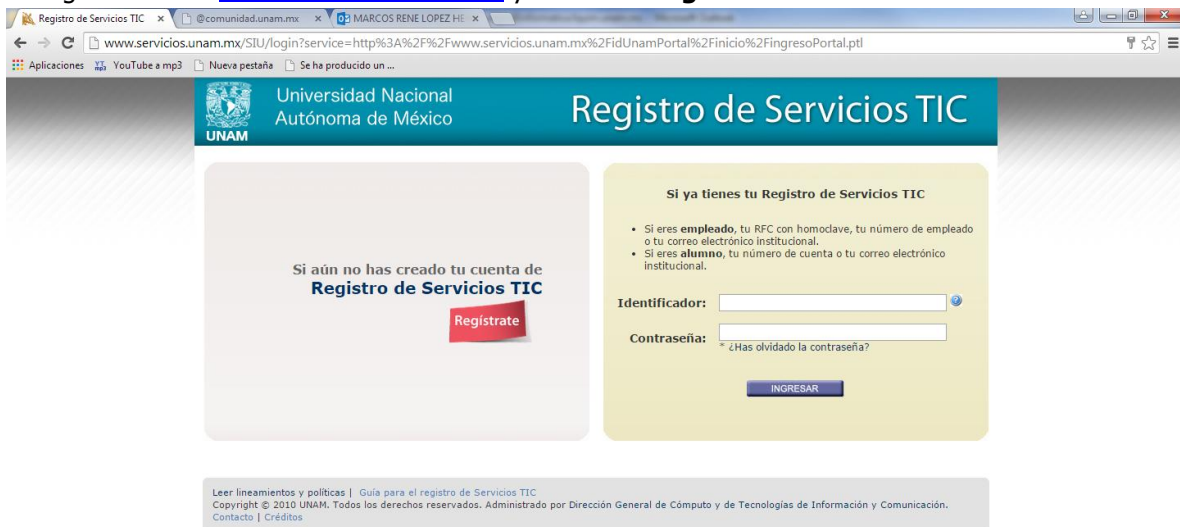 Registro de Servicios TIC
@comunidad.unam.mx
MARCOS RENE LOPEZ HE
www.servicios.unam.mx/SIU/login?service=http%3A%2F%2Fwww.servicios.unam.mx%2FidUnamPortal%2Finicio%2FingresoPortal.ptl
Aplicaciones YouTube a mp3 Nueva pestaña Se ha producido un ...
UNAM
Universidad Nacional
Autónoma de México
Registro de Servicios TIC
Si aún no has creado tu cuenta de
Registro de Servicios TIC
Regístrate
Si ya tienes tu Registro de Servicios TIC
• Si eres empleado, tu RFC con homoclave, tu número de empleado
o tu correo electrónico institucional.
• Si eres alumno, tu número de cuenta o tu correo electrónico
institucional.
Identificador:
Contraseña:
* ¿Has olvidado la contraseña?
INGRESAR
Leer lineamientos y políticas | Guía para el registro de Servicios TIC
Copyright © 2010 UNAM. Todos los derechos reservados. Administrado por Dirección General de Cómputo y de Tecnologías de Información y Comunicación.
Contacto | Créditos